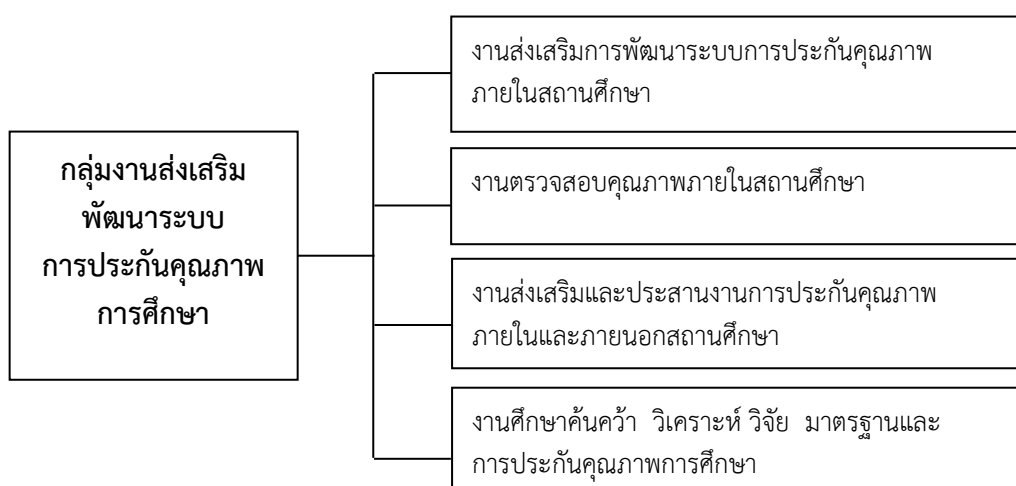 กลุ่มงานส่งเสริม
พัฒนาระบบ
การประกันคุณภาพ
การศึกษา
งานส่งเสริมการพัฒนาระบบการประกันคุณภาพ
ภายในสถานศึกษา
งานตรวจสอบคุณภาพภายในสถานศึกษา
งานส่งเสริมและประสานงานการประกันคุณภาพ
ภายในและภายนอกสถานศึกษา
งานศึกษาค้นคว้า วิเคราะห์ วิจัย มาตรฐานและ
การประกันคุณภาพการศึกษา